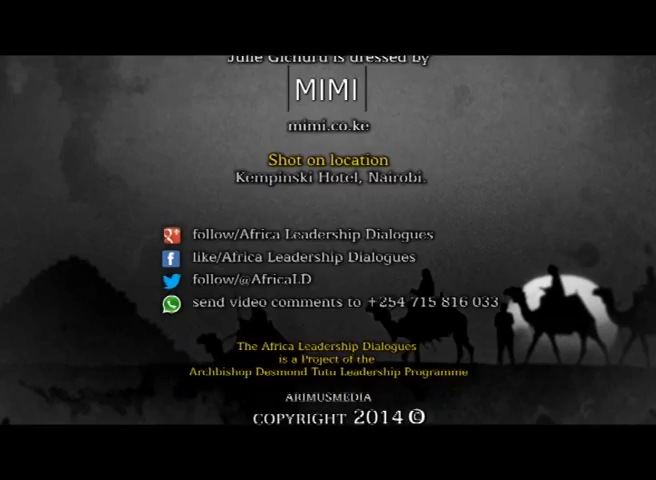 Julie Gichuru is dressed by
MIMI
mimi.co.ke
Shot on location
Kempinski Hotel, Nairobi.
follow/Africa Leadership Dialogues
like/Africa Leadership Dialogues
follow/@AfricaLD
send video comments to +254 715 816 033
The Africa Leadership Dialogues
is a Project of the
Archbishop Desmond Tutu Leadership Programme
ARIMUSMEDIA
COPYRIGHT 2014 ©